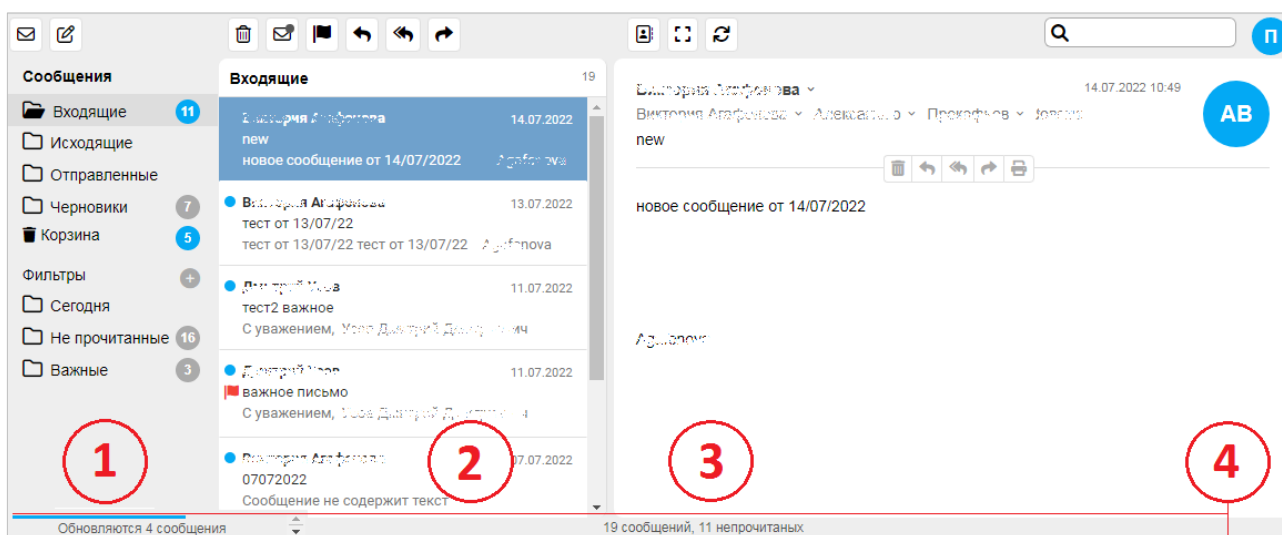 П
Сообщения
Входящие 11
Исходящие
Отправленные
Черновики 7
Корзина 5
Фильтры +
Сегодня
Не прочитанные 16
Важные 3
1
Входящие 19
14.07.2022
new
новое сообщение от 14/07/2022
13.07.2022
тест от 13/07/22
тест от 13/07/22 тест от 13/07/22
11.07.2022
тест2 важное
С уважением,
11.07.2022
важное письмо
С уважением,
07.07.2022
07072022
Сообщение не содержит текст
2
14.07.2022 10:49
АВ
new
новое сообщение от 14/07/2022
3
4
Обновляются 4 сообщения
19 сообщений, 11 непрочитаных